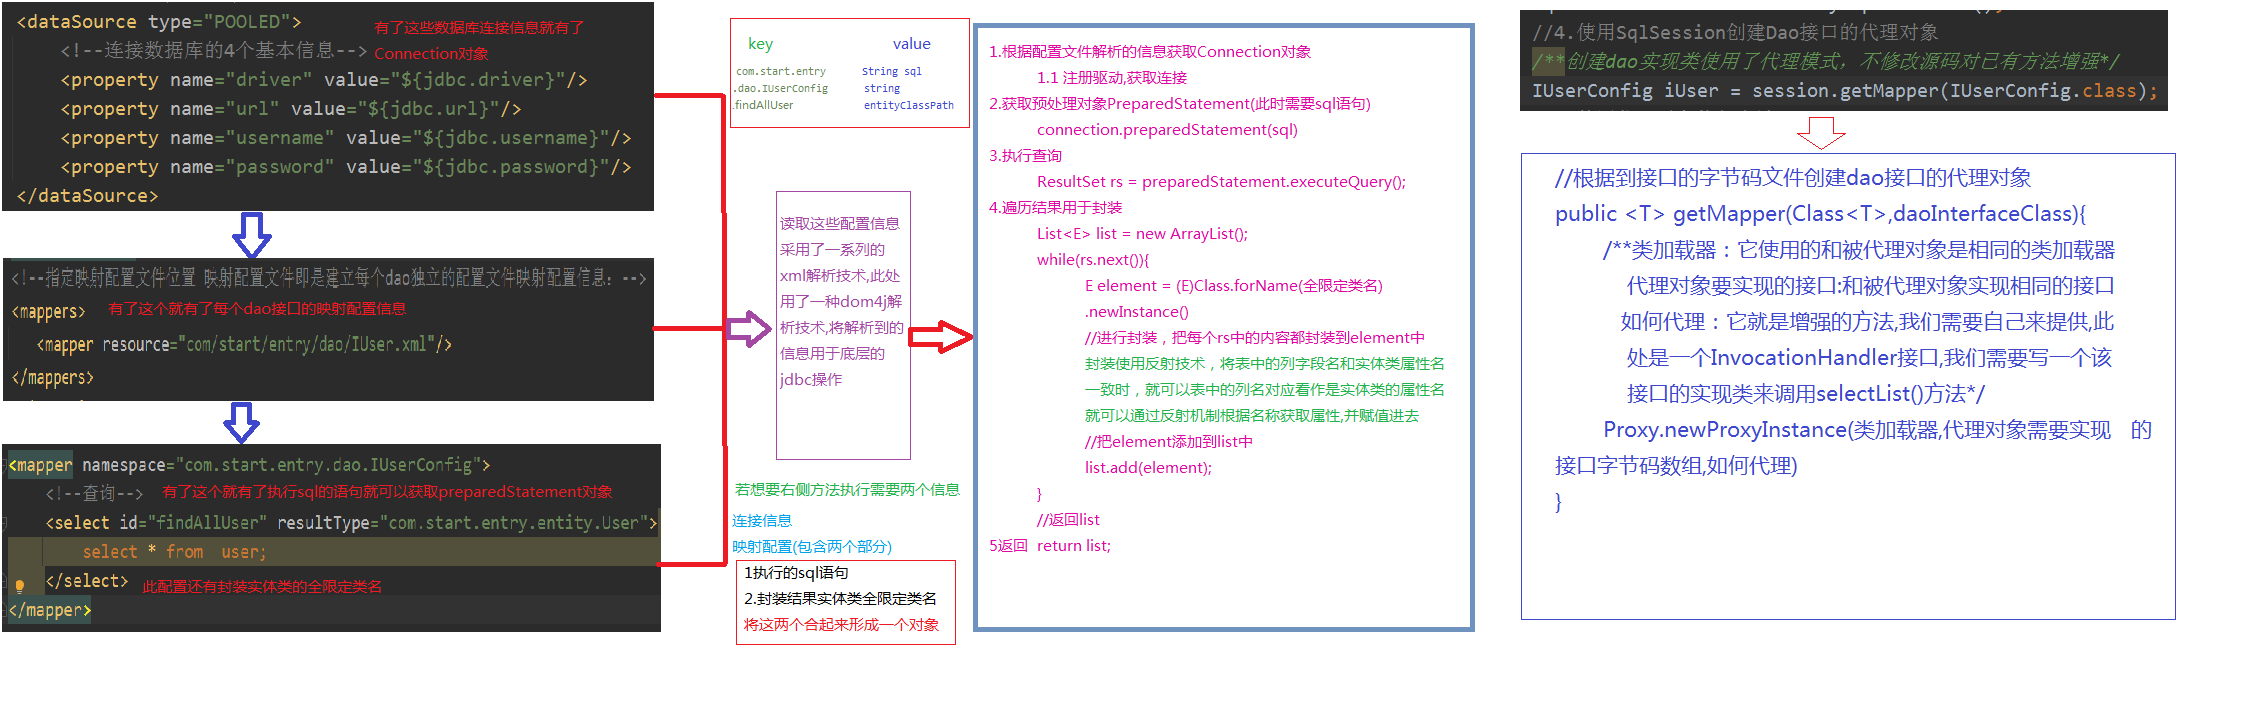 <dataSource type="POOLED">
有了这些数据库连接信息就有了
Connection对象
<!--连接数据库的4个基本信息-->
<property name="driver" value="${jdbc.driver}"/>
<property name="url" value="${jdbc.url}"/>
<property name="username" value="${jdbc.username}"/>
<property name="password" value="${jdbc.password}"/>
</dataSource>
<!--指定映射配置文件位置 映射配置文件即是建立每个dao独立的配置文件映射配置信息：-->
<mappers>
有了这个就有了每个dao接口的映射配置信息
<mapper resource="com/start/entry/dao/IUser.xml"/>
</mappers>
<mapper namespace="com.start.entry.dao.IUserConfig">
<!--查询-->
有了这个就有了执行sql的语句就可以获取preparedStatement对象
<select id="findAllUser" resultType="com.start.entry.entity.User">
select * from user;
</select>
此配置还有封装实体类的全限定类名
</mapper>
key value
com.start.entry String sql
.dao.IUserConfig string
.findAllUser entityClassPath
读取这些配置信息
采用了一系列的
xml解析技术,此处
用了一种dom4j解
析技术,将解析到的
信息用于底层的
jdbc操作
若想要右侧方法执行需要两个信息
连接信息
映射配置(包含两个部分)
1执行的sql语句
2.封装结果实体类全限定类名
将这两个合起来形成一个对象
1.根据配置文件解析的信息获取Connection对象
1.1 注册驱动,获取连接
2.获取预处理对象PreparedStatement(此时需要sql语句)
connection.preparedStatement(sql)
3.执行查询
ResultSet rs = preparedStatement.executeQuery();
4.遍历结果用于封装
List<E> list = new ArrayList();
while(rs.next()){
E element = (E)Class.forName(全限定类名)
.newInstance()
//进行封装，把每个rs中的内容都封装到element中
封装使用反射技术，将表中的列字段名和实体类属性名
一致时，就可以表中的列名对应看作是实体类的属性名
就可以通过反射机制根据名称获取属性,并赋值进去
//把element添加到list中
list.add(element);
}
//返回list
5返回 return list;
//4.使用SqlSession创建Dao接口的代理对象
/**创建dao实现类使用了代理模式，不修改源码对已有方法增强*/
IUserConfig iUser = session.getMapper(IUserConfig.class);
//根据到接口的字节码文件创建dao接口的代理对象
public <T> getMapper(Class<T>,daoInterfaceClass){
/**类加载器：它使用的和被代理对象是相同的类加载器
代理对象要实现的接口:和被代理对象实现相同的接口
如何代理：它就是增强的方法,我们需要自己来提供,此
处是一个InvocationHandler接口,我们需要写一个该
接口的实现类来调用selectList()方法*/
Proxy.newProxyInstance(类加载器,代理对象需要实现 的
接口字节码数组,如何代理)
}